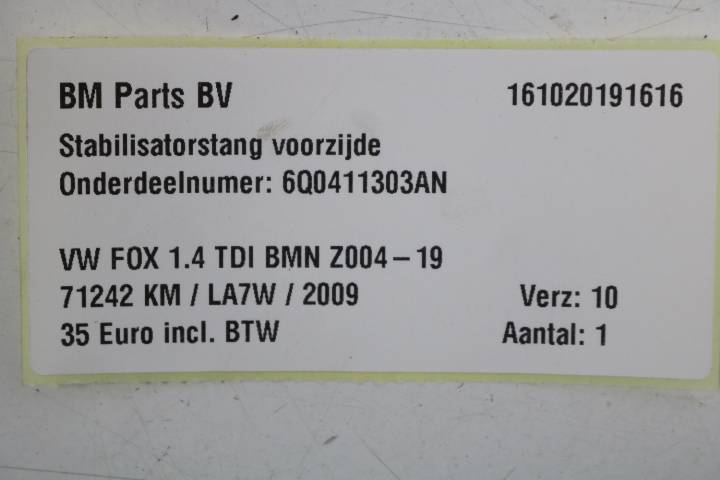 BM Parts BV 161020191616
Stabilisatorstang voorzijde
Onderdeelnumer: 6Q0411303AN
VW FOX 1.4 TDI BMN Z004-19
71242 KM / LA7W / 2009 Verz: 10
35 Euro incl. BTW Aantal: 1